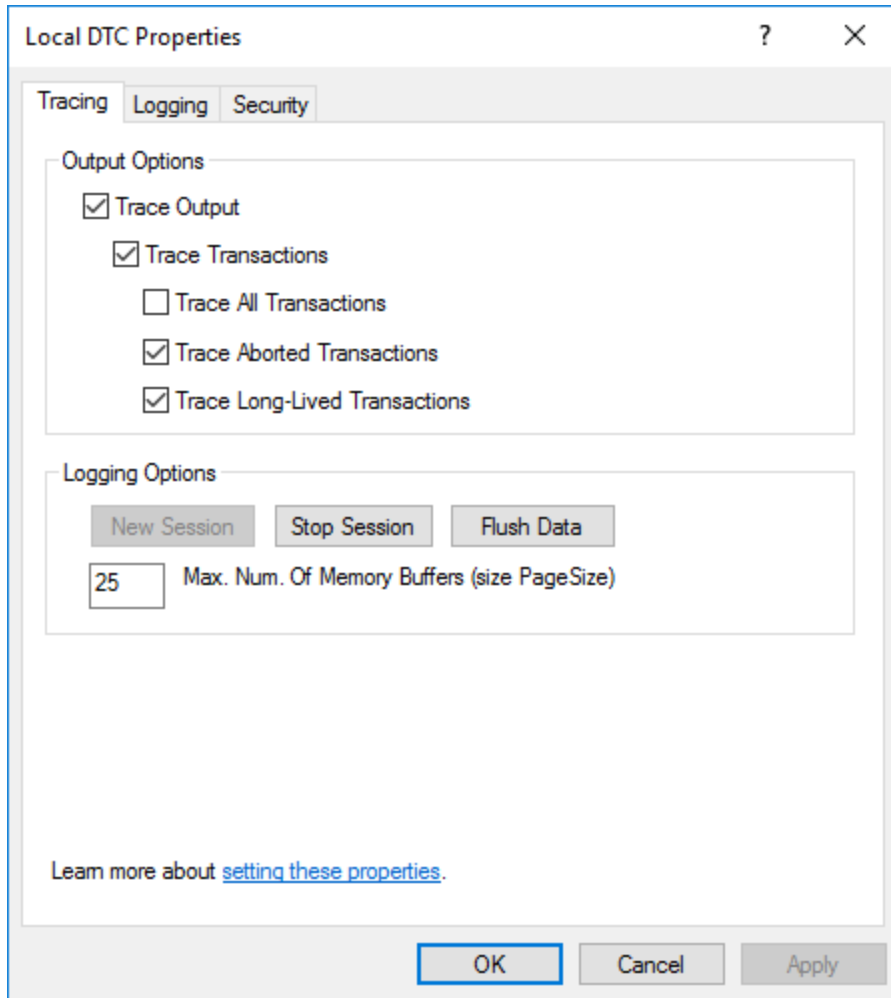 Local DTC Properties ?
Tracing Logging Security
Output Options
Trace Output
Trace Transactions
Trace All Transactions
Trace Aborted Transactions
Trace Long-Lived Transactions
Logging Options
New Session Stop Session Flush Data
25 Max. Num. Of Memory Buffers (size PageSize)
Learn more about setting these properties.
OK Cancel Apply